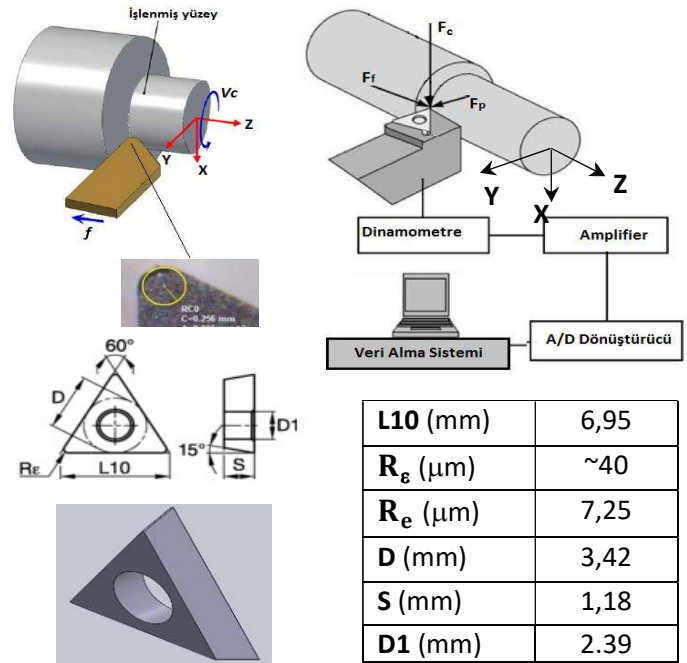 İşlenmiş yüzey
Vc
Z
Y
X
f
RC0
C=0.256 mm
Fc
Ff
Fp
Y
X
Z
Dinamometre
Amplifier
A/D Dönüştürücü
Veri Alma Sistemi
60°
D
Rε
L10
15°
S
D1
L10 (mm) 6,95
Rε (µm) ~40
Re (µm) 7,25
D (mm) 3,42
S (mm) 1,18
D1 (mm) 2.39